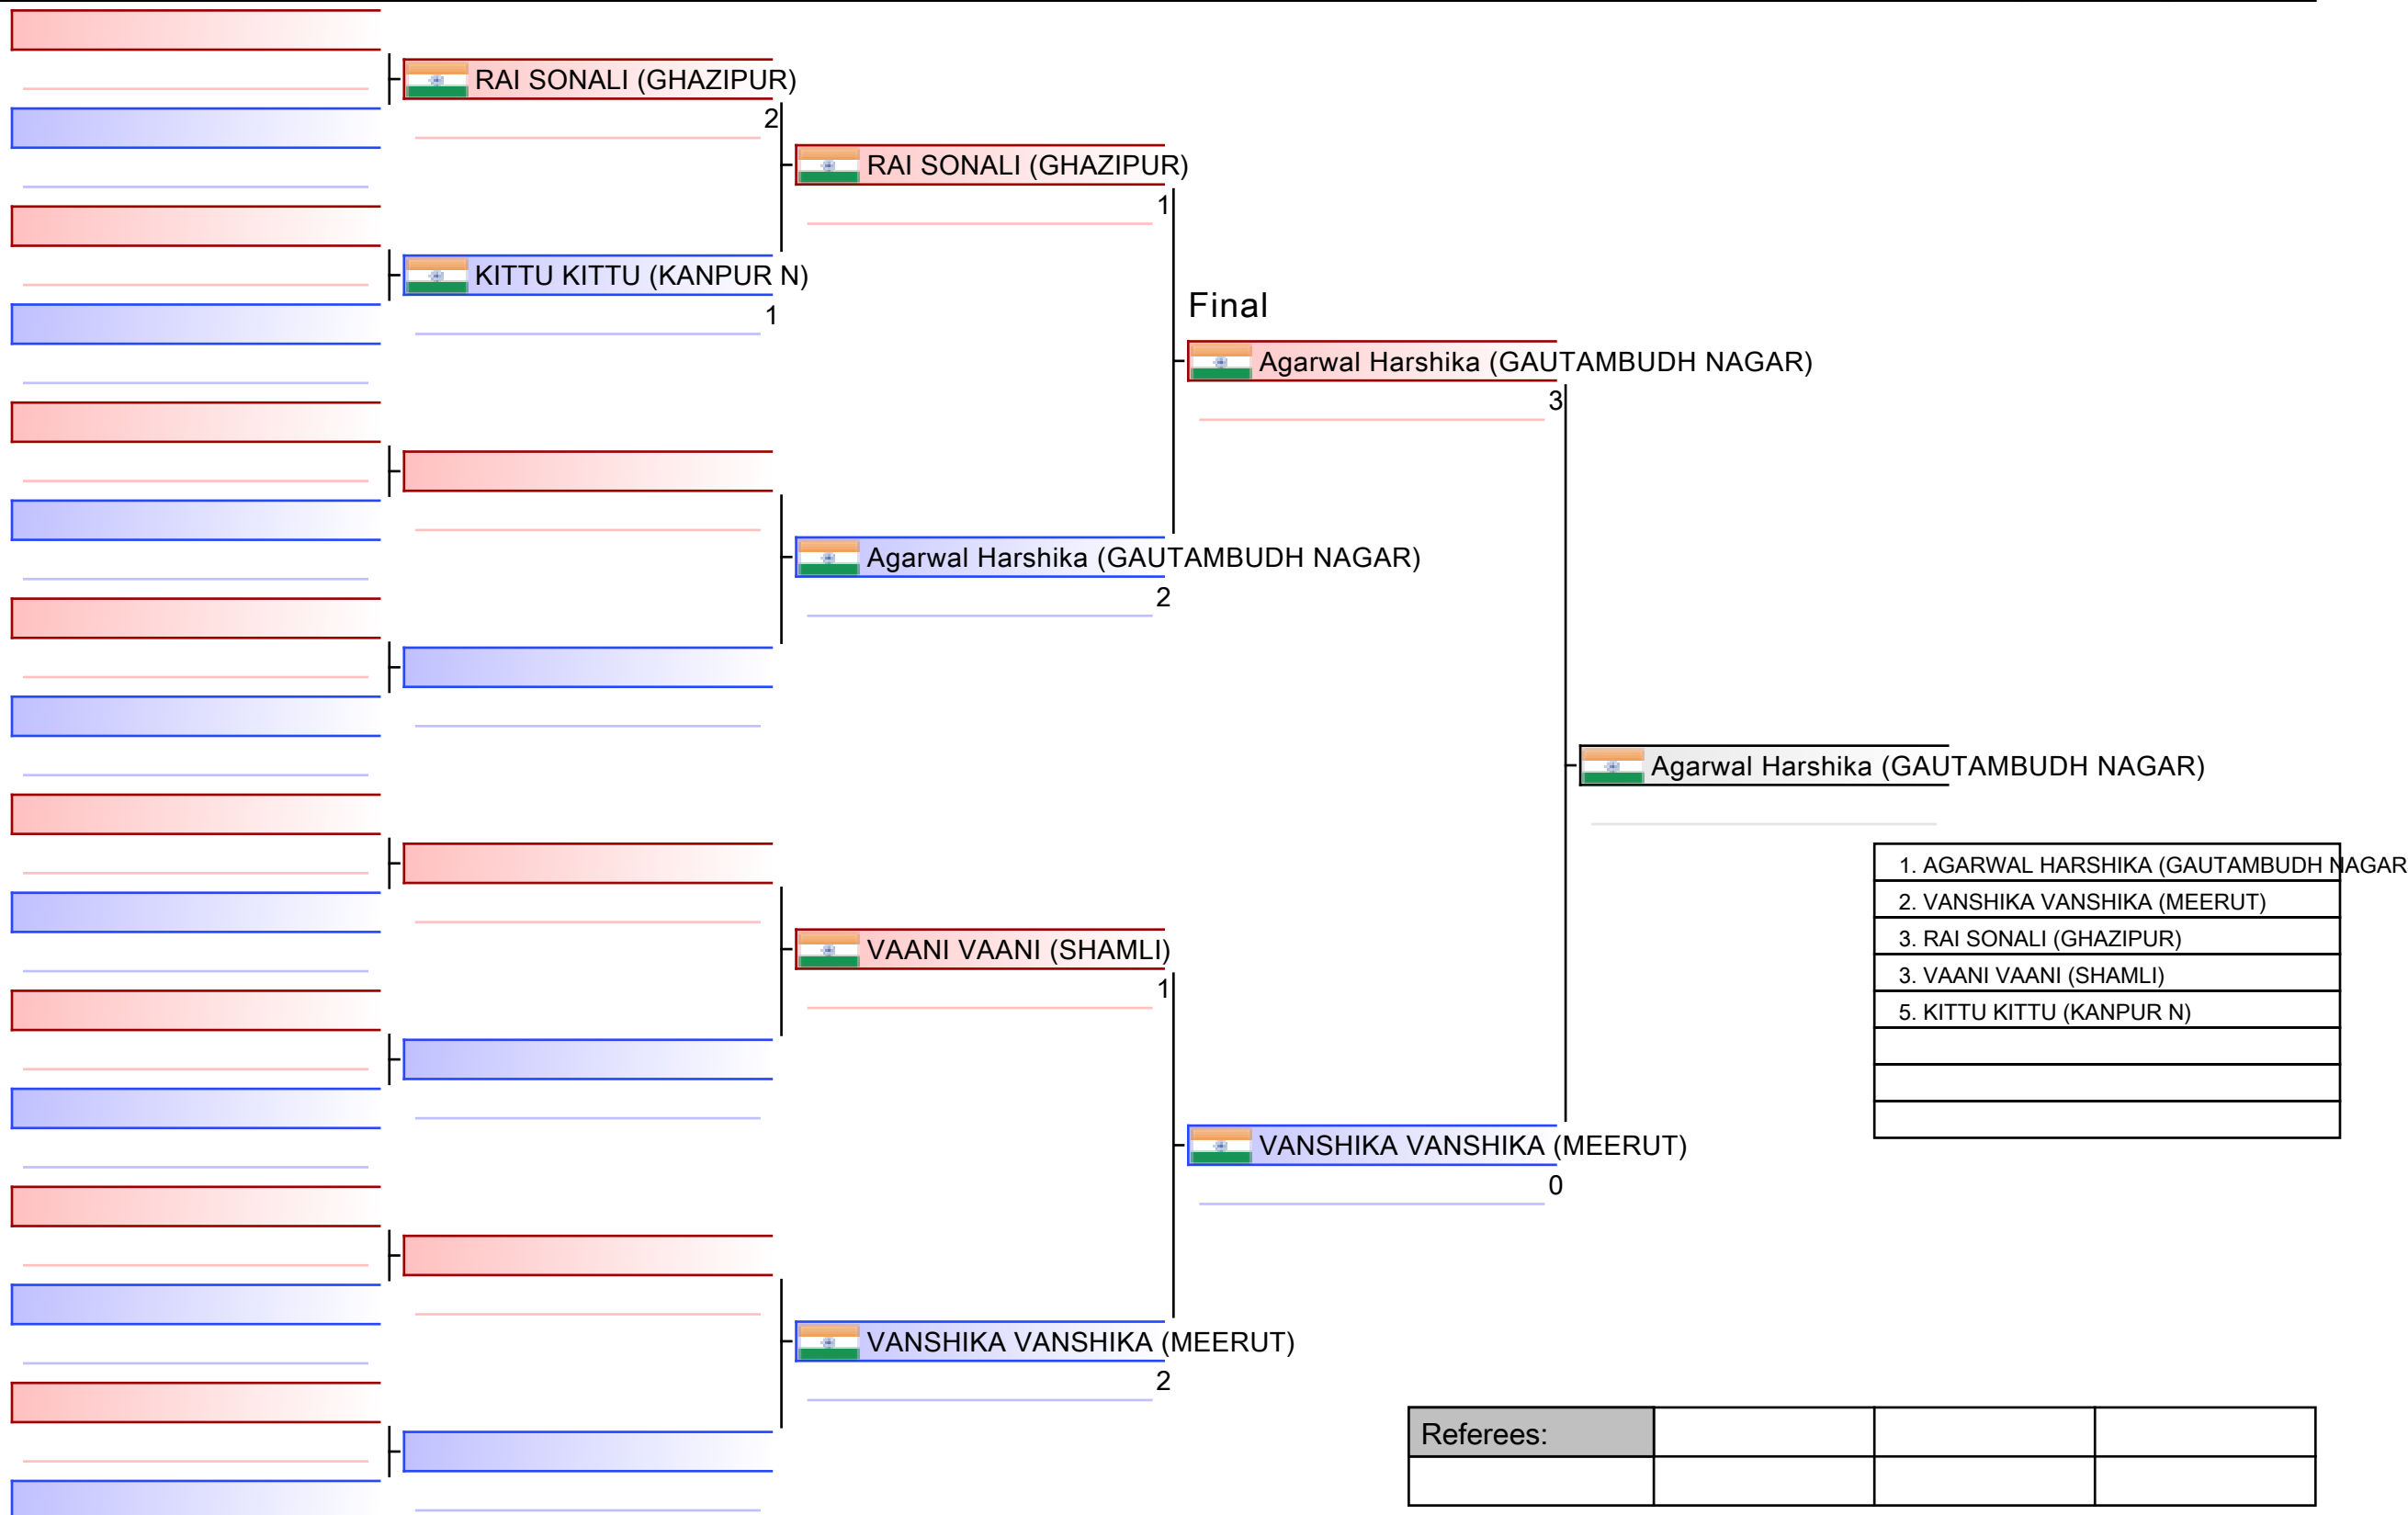 RAI SONALI (GHAZIPUR)
2
RAI SONALI (GHAZIPUR)
1
KITTU KITTU (KANPUR N)
1
Final
Agarwal Harshika (GAUTAMBUDH NAGAR)
3
Agarwal Harshika (GAUTAMBUDH NAGAR)
2
Agarwal Harshika (GAUTAMBUDH NAGAR)
1. AGARWAL HARSHIKA (GAUTAMBUDH NAGAR
2. VANSHIKA VANSHIKA (MEERUT)
3. RAI SONALI (GHAZIPUR)
3. VAANI VAANI (SHAMLI)
5. KITTU KITTU (KANPUR N)
VAANI VAANI (SHAMLI)
1
VANSHIKA VANSHIKA (MEERUT)
0
VANSHIKA VANSHIKA (MEERUT)
2
Referees: